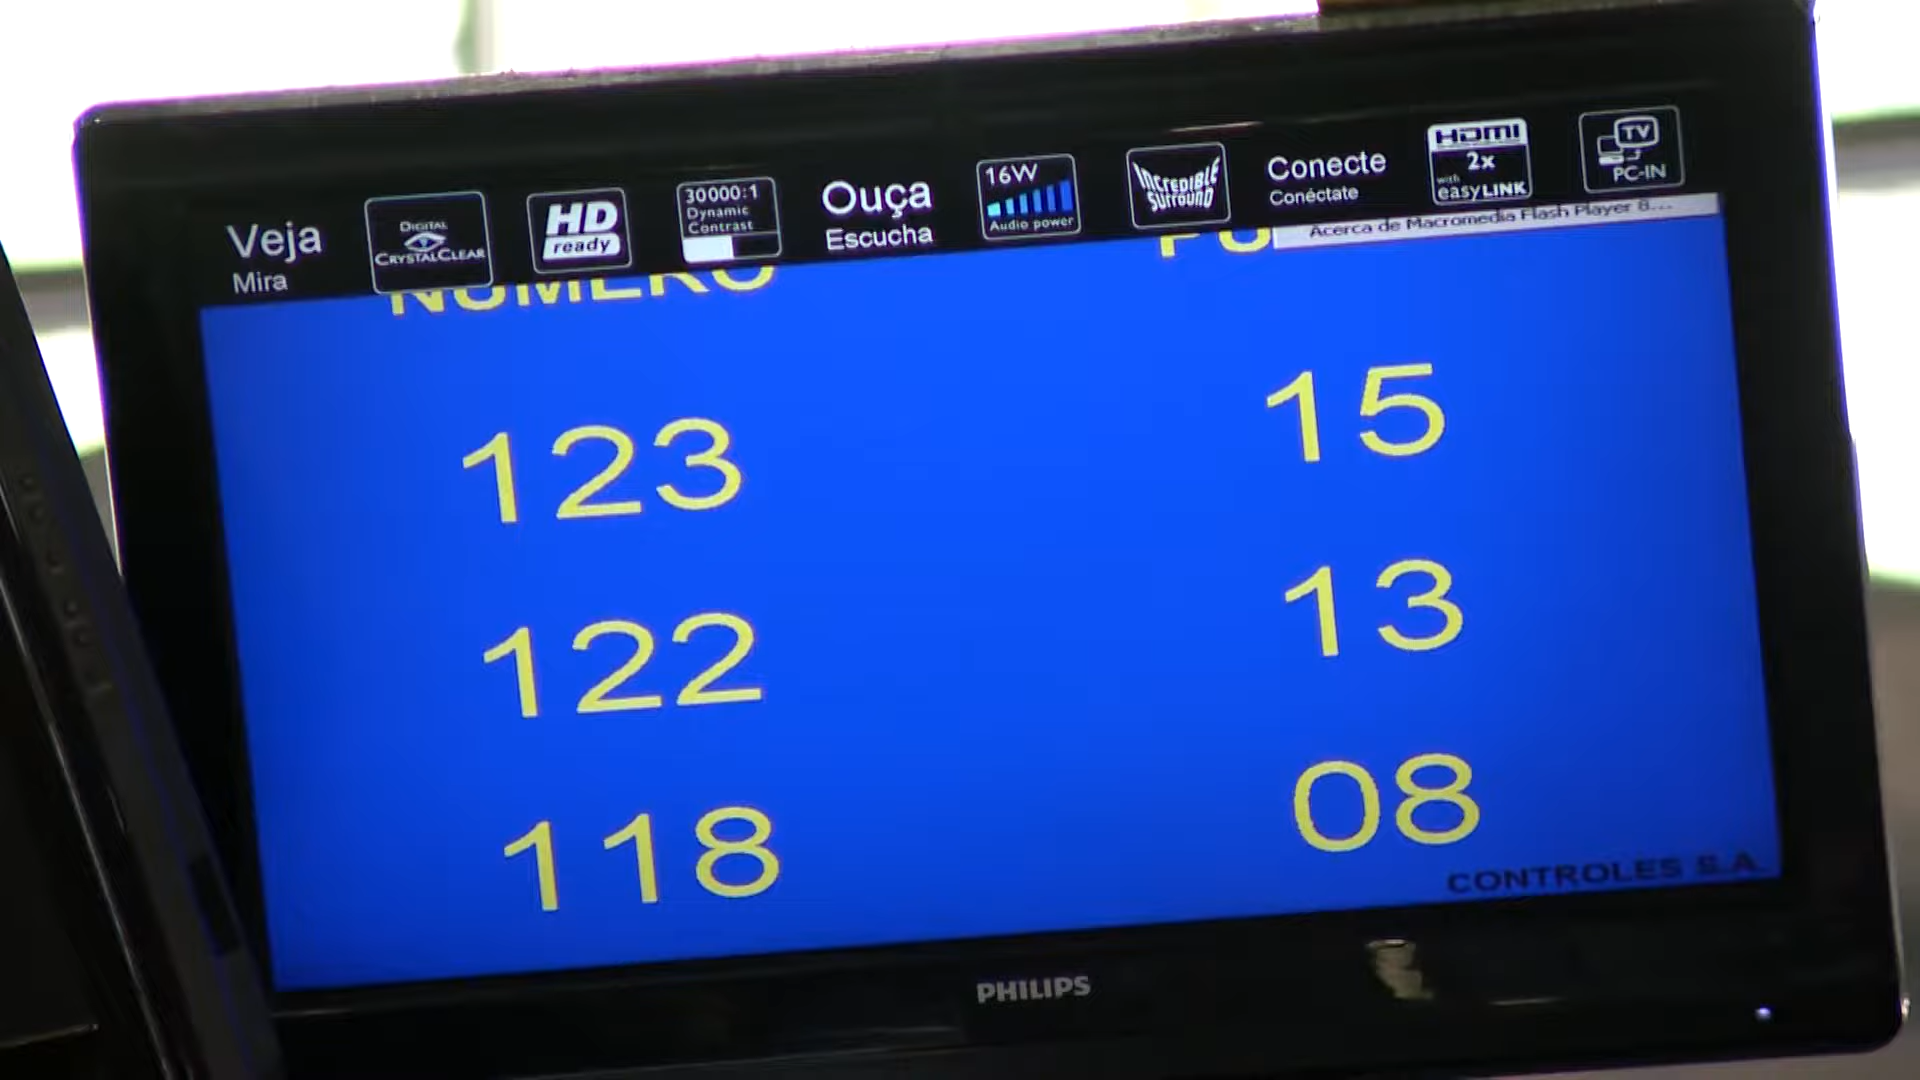 Veja
Mira
DIGITAL
CRYSTALCLEAR
HD
ready
30000:1
Dynamic
Contrast
Ouça
Escucha
16W
Audio power
INCREDIBLE
SURROUND
Conecte
Conéctate
HDMI
2x
with
easyLINK
TV
PC-IN
Acerca de Macromedia Flash Player 8...
NUMERO
123 15
122 13
118 08
CONTROLES S.A.
PHILIPS